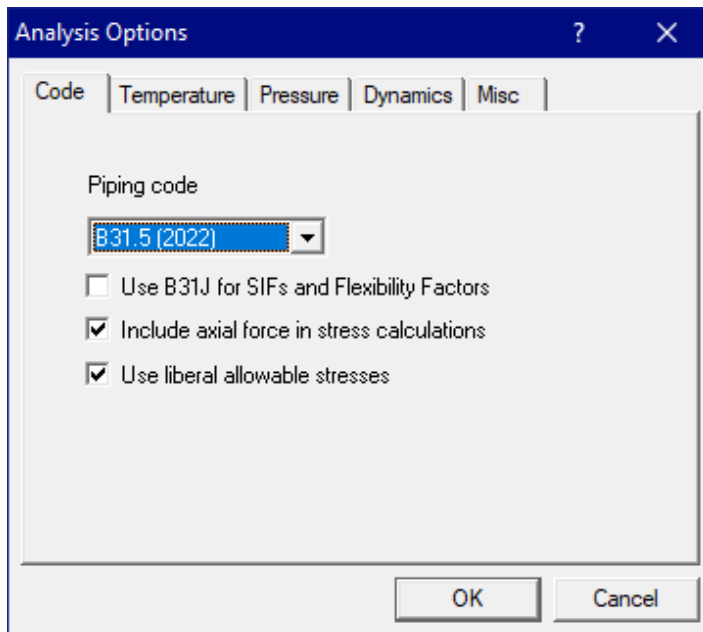 Analysis Options
Code Temperature Pressure Dynamics Misc
Piping code
B31.5 (2022)
Use B31J for SIFs and Flexibility Factors
Include axial force in stress calculations
Use liberal allowable stresses
OK Cancel